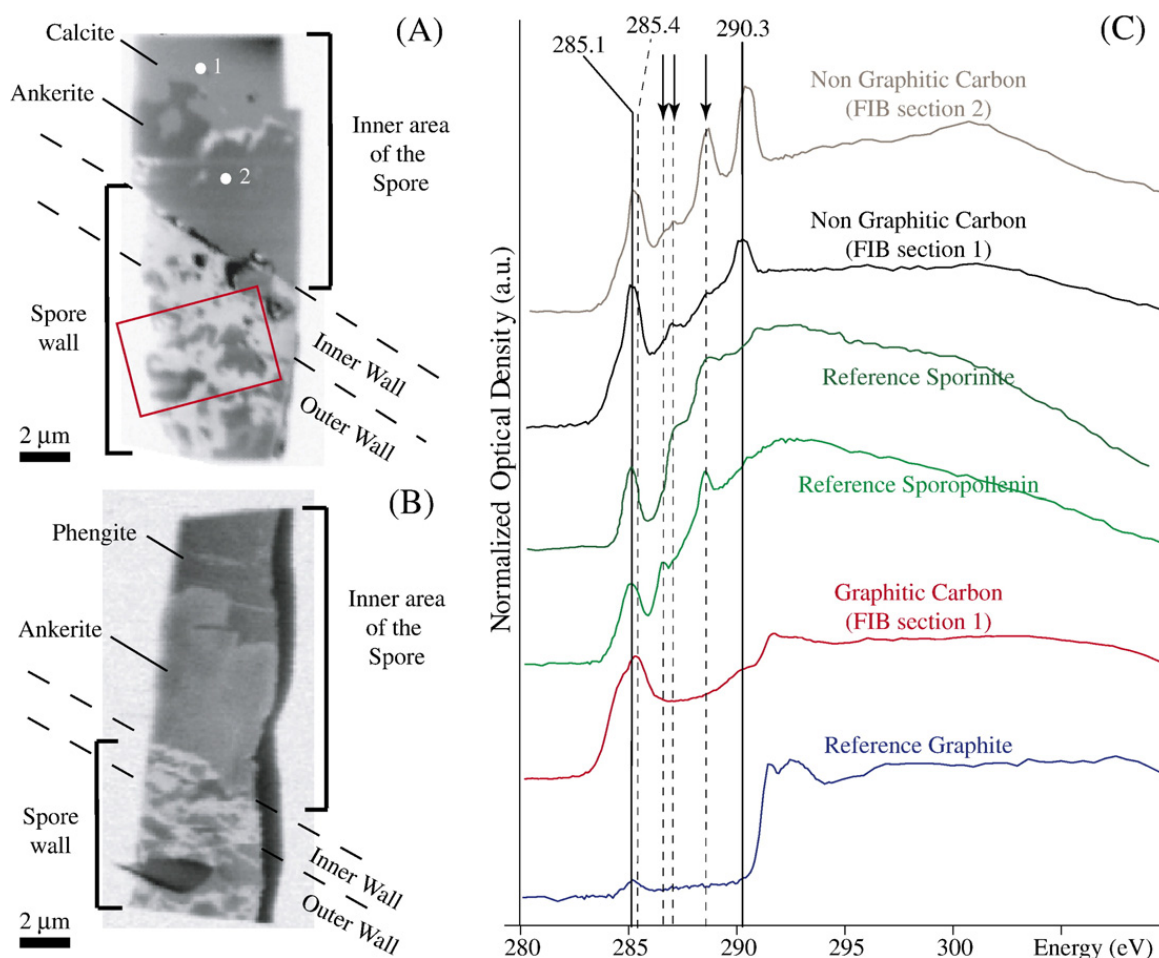 (A)
Calcite
1
Ankerite
Inner area
of the
Spore
2
Spore
wall
Inner Wall
Outer Wall
2 μm
(B)
Phengite
Inner area
of the
Spore
Ankerite
Spore
wall
Inner Wall
Outer Wall
2 μm
(C)
285.1
285.4
290.3
Non Graphitic Carbon
(FIB section 2)
Non Graphitic Carbon
(FIB section 1)
Reference Sporinite
Reference Sporopollenin
Graphitic Carbon
(FIB section 1)
Reference Graphite
Normalized Optical Density (a.u.)
280
285
290
295
300
Energy (eV)